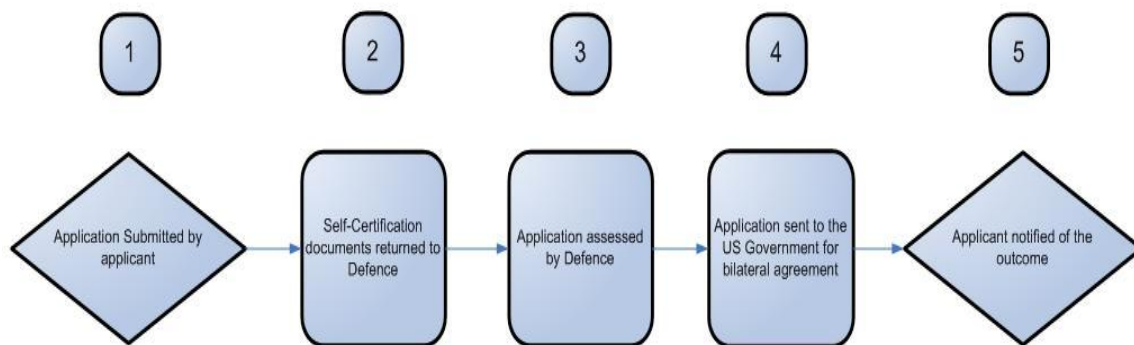 1
2
3
4
5
Application Submitted by
applicant
Self-Certification
documents returned to
Defence
Application assessed
by Defence
Application sent to the
US Government for
bilateral agreement
Applicant notified of the
outcome